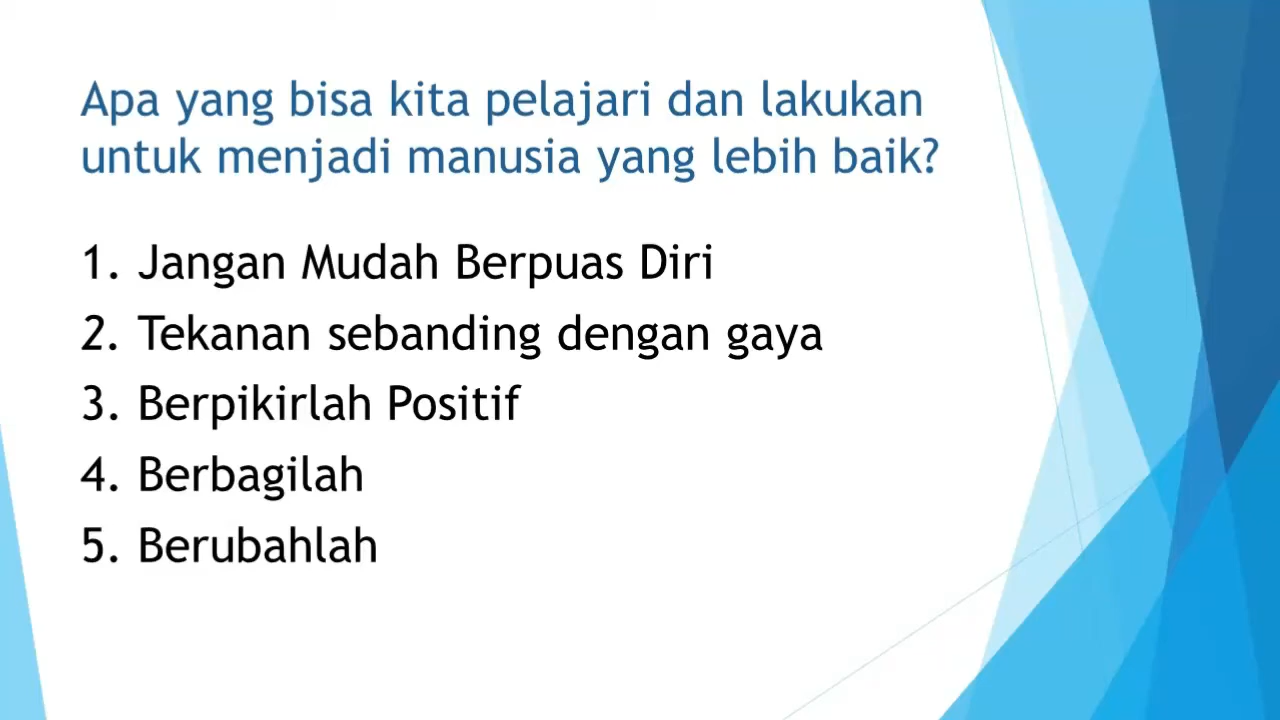 Apa yang bisa kita pelajari dan lakukan
untuk menjadi manusia yang lebih baik?
1. Jangan Mudah Berpuas Diri
2. Tekanan sebanding dengan gaya
3. Berpikirlah Positif
4. Berbagilah
5. Berubahlah